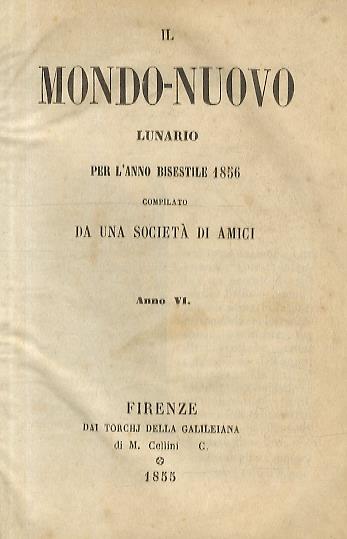 IL
MONDO-NUOVO
LUNARIO
PER L'ANNO BISESTILE 1856
COMPILATO
DA UNA SOCIETÀ DI AMICI
Anno VI.
FIRENZE
DAI TORCHJ DELLA GALILEIANA
di M. Cellini C.
1855